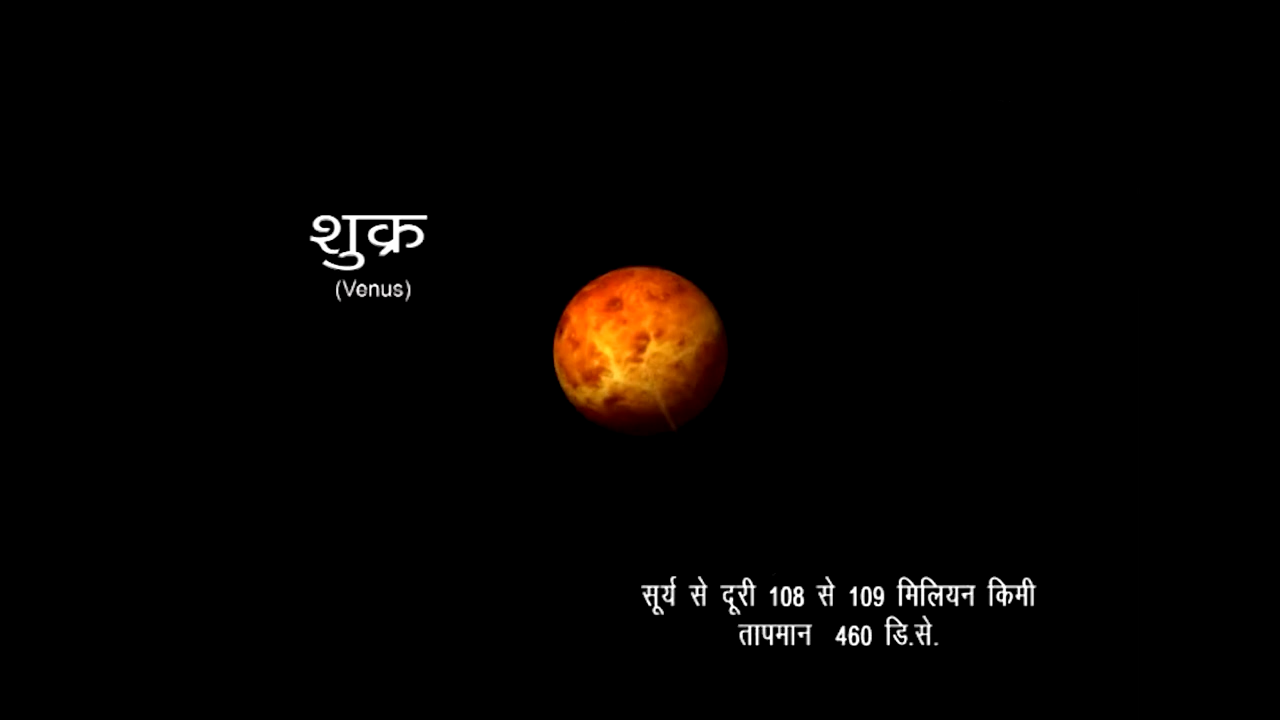 शुक्र
(Venus)
सूर्य से दूरी 108 से 109 मिलियन किमी
तापमान 460 डि.से.